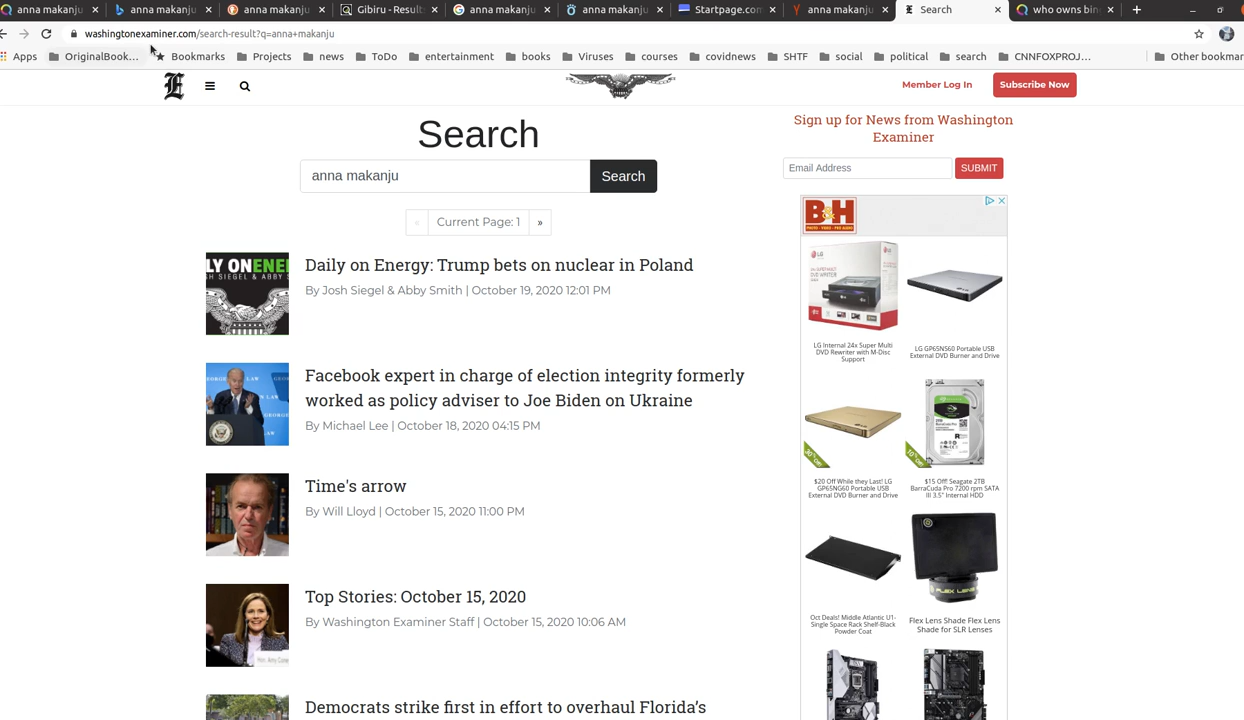 anna makanju
anna makanju
anna makanju
Gibiru - Result
anna makanju
anna makanju
Startpage.com
anna makanju
Search
who owns bin
washingtonexaminer.com/search-result?q=anna+makanju
Apps
OriginalBook…
Bookmarks
Projects
news
ToDo
entertainment
books
Viruses
courses
covidnews
SHTF
social
political
search
CNNFOXPROJ…
Other bookmar
E
Member Log In
Subscribe Now
Search
anna makanju
Search
« Current Page: 1 »
LY ONENE
SH SIEGEL & ABBY S
Daily on Energy: Trump bets on nuclear in Poland
By Josh Siegel & Abby Smith | October 19, 2020 12:01 PM
Facebook expert in charge of election integrity formerly
worked as policy adviser to Joe Biden on Ukraine
By Michael Lee | October 18, 2020 04:15 PM
Time's arrow
By Will Lloyd | October 15, 2020 11:00 PM
Top Stories: October 15, 2020
By Washington Examiner Staff | October 15, 2020 10:06 AM
Democrats strike first in effort to overhaul Florida's
Sign up for News from Washington
Examiner
Email Address
SUBMIT
B&H
PHOTO - VIDEO - PRO AUDIO
LG Internal 24x Super Multi
DVD Rewriter with M-Disc
Support
LG GP65NS60 Portable USB
External DVD Burner and Drive
$20 Off While they Last! LG
GP65NG60 Portable USB
External DVD Burner and Drive
$15 Off! Seagate 2TB
BarraCuda Pro 7200 rpm SATA
III 3.5" Internal HDD
Oct Deals! Middle Atlantic U1-
Single Space Rack Shelf-Black
Powder Coat
Flex Lens Shade Flex Lens
Shade for SLR Lenses